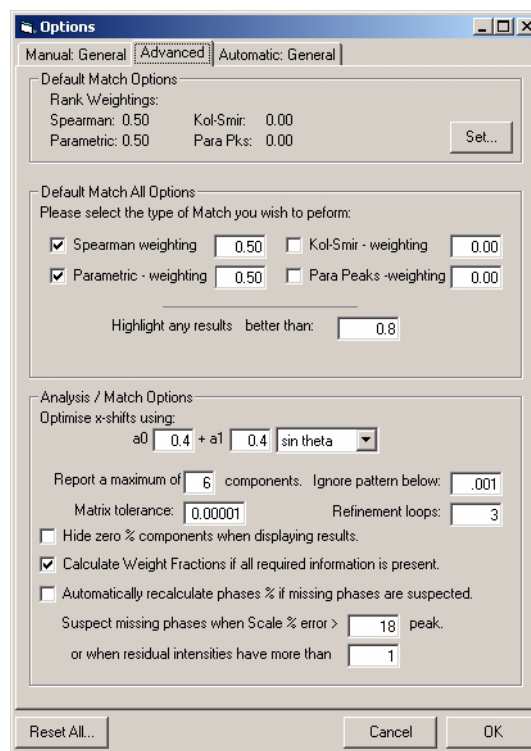 Options
Manual: General Advanced Automatic: General
Default Match Options
Rank Weightings:
Spearman: 0.50 Kol-Smir: 0.00
Parametric: 0.50 Para Pks: 0.00
Set...
Default Match All Options
Please select the type of Match you wish to peform:
Spearman weighting 0.50 Kol-Smir - weighting 0.00
Parametric - weighting 0.50 Para Peaks -weighting 0.00
Highlight any results better than: 0.8
Analysis / Match Options
Optimise x-shifts using:
a0 0.4 + a1 0.4 sin theta
Report a maximum of 6 components. Ignore pattern below: .001
Matrix tolerance: 0.00001 Refinement loops: 3
Hide zero % components when displaying results.
Calculate Weight Fractions if all required information is present.
Automatically recalculate phases % if missing phases are suspected.
Suspect missing phases when Scale % error > 18 peak.
or when residual intensities have more than 1
Reset All... Cancel OK